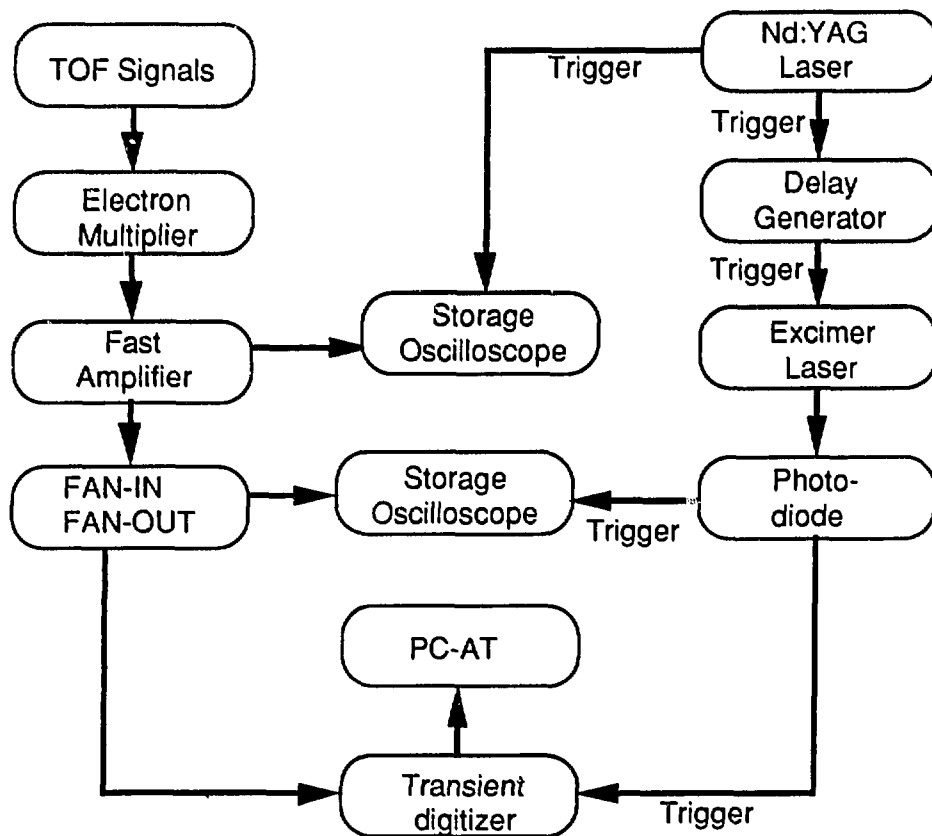 TOF Signals
Trigger
Nd:YAG
Laser
Trigger
Electron
Multiplier
Delay
Generator
Trigger
Fast
Amplifier
Storage
Oscilloscope
Excimer
Laser
FAN-IN
FAN-OUT
Storage
Oscilloscope
Trigger
Photo-
diode
PC-AT
Transient
digitizer
Trigger